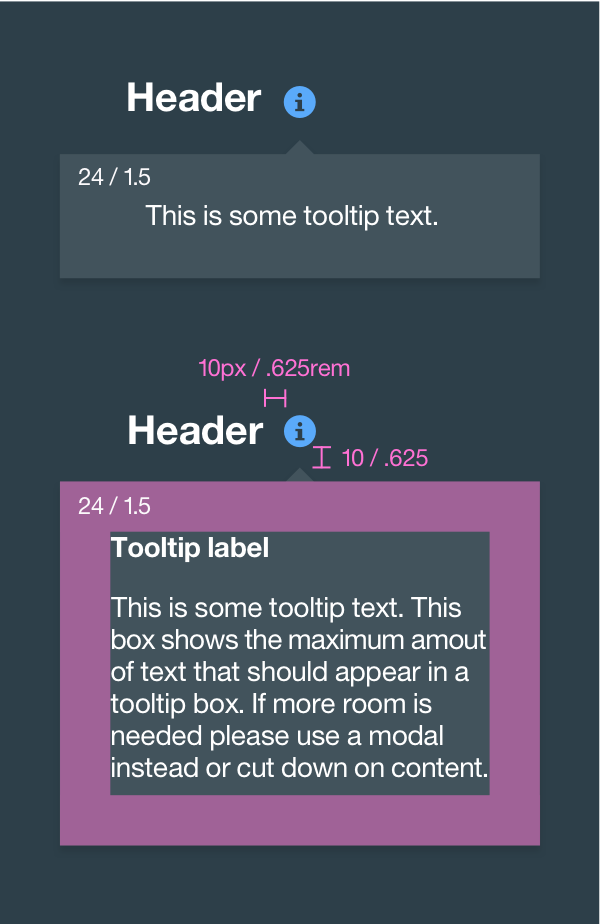 Header i
24 / 1.5
This is some tooltip text.
10px / .625rem
Header i
10 / .625
24 / 1.5
Tooltip label
This is some tooltip text. This
box shows the maximum amout
of text that should appear in a
tooltip box. If more room is
needed please use a modal
instead or cut down on content.